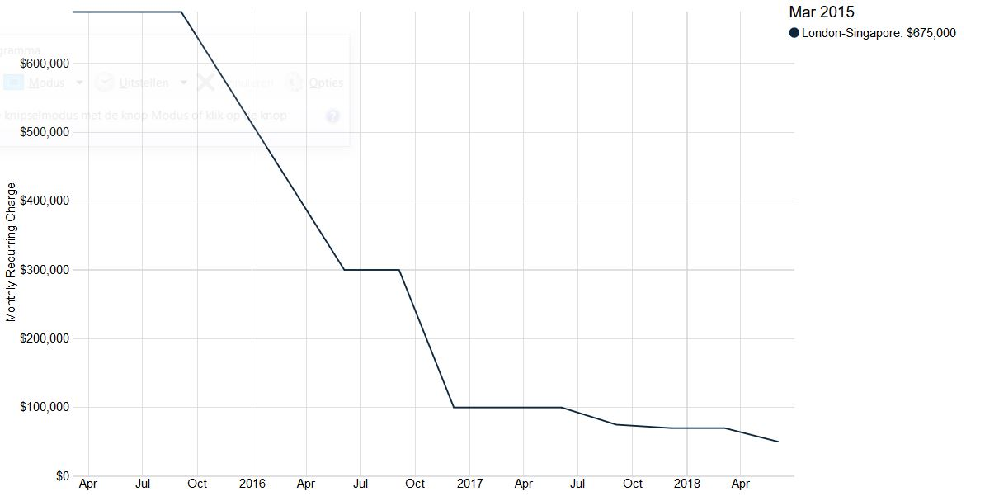 Mar 2015
London-Singapore: $675,000
Monthly Recurring Charge
$600,000
$500,000
$400,000
$300,000
$200,000
$100,000
$0
Apr Jul Oct 2016 Apr Jul Oct 2017 Apr Jul Oct 2018 Apr
gramma.
Modus Uitstellen Opties
knipselmodus met de knop Modus of klik op de knop
?